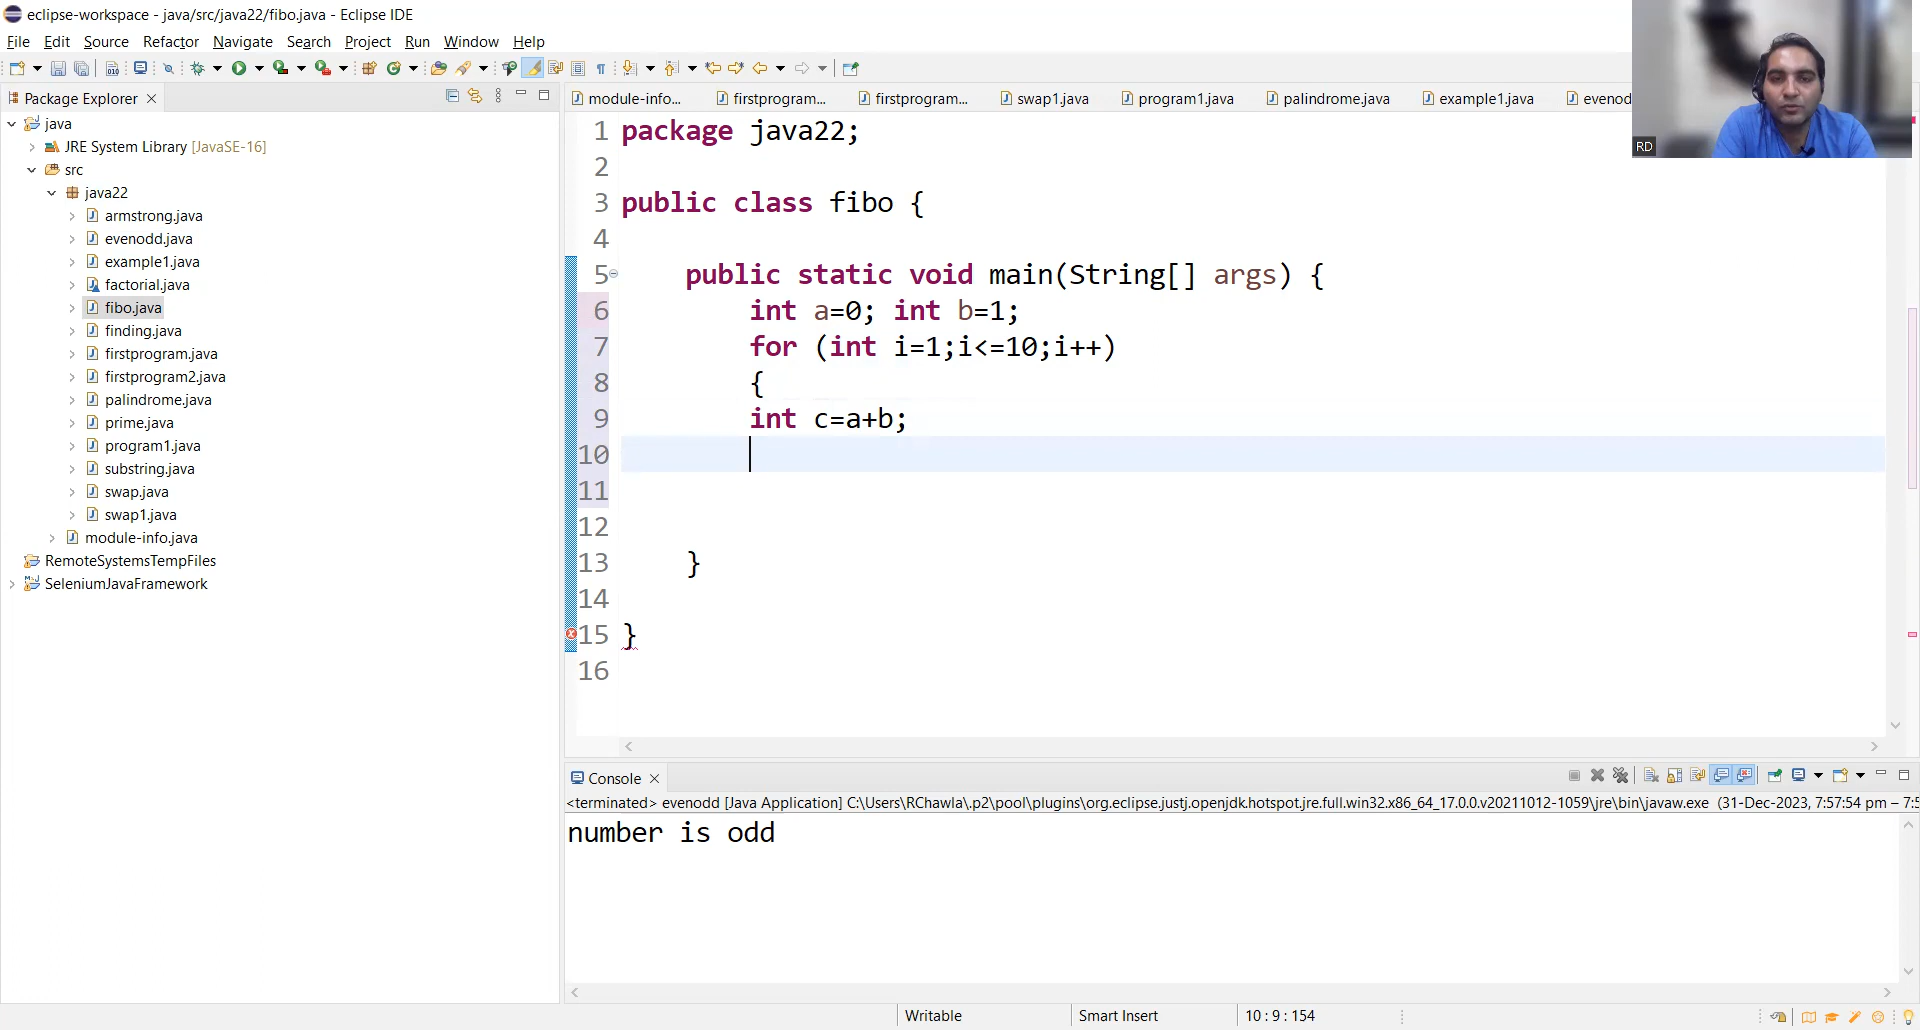 eclipse-workspace - java/src/java22/fibo.java - Eclipse IDE
File Edit Source Refactor Navigate Search Project Run Window Help
Package Explorer
module-info... firstprogram... firstprogram... swap1.java program1.java palindrome.java example1.java evenod
RD
java
JRE System Library [JavaSE-16]
src
java22
armstrong.java
evenodd.java
example1.java
factorial.java
fibo.java
finding.java
firstprogram.java
firstprogram2.java
palindrome.java
prime.java
program1.java
substring.java
swap.java
swap1.java
module-info.java
RemoteSystemsTempFiles
SeleniumJavaFramework
1 package java22;
2
3 public class fibo {
4
5 public static void main(String[] args) {
6 int a=0; int b=1;
7 for (int i=1;i<=10;i++)
8 {
9 int c=a+b;
10
11
12
13 }
14
15 }
16
Console
<terminated> evenodd [Java Application] C:\Users\RChawla\.p2\pool\plugins\org.eclipse.justj.openjdk.hotspot.jre.full.win32.x86_64_17.0.0.v20211012-1059\jre\bin\javaw.exe (31-Dec-2023, 7:57:54 pm – 7:5
number is odd
Writable Smart Insert 10 : 9 : 154